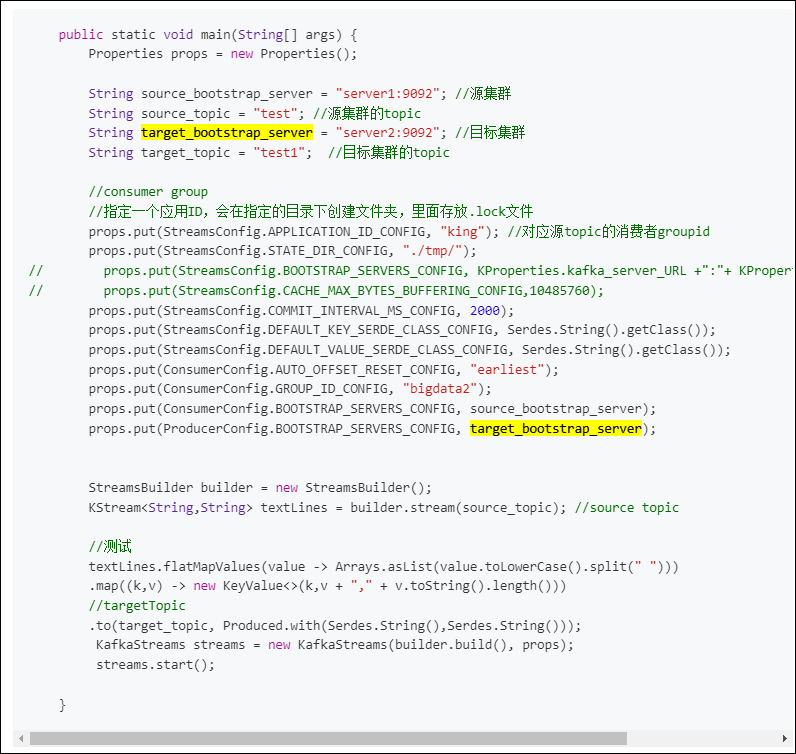 public static void main(String[] args) {
Properties props = new Properties();
String source_bootstrap_server = "server1:9092"; //源集群
String source_topic = "test"; //源集群的topic
String target_bootstrap_server = "server2:9092"; //目标集群
String target_topic = "test1"; //目标集群的topic
//consumer group
//指定一个应用ID，会在指定的目录下创建文件夹，里面存放.lock文件
props.put(StreamsConfig.APPLICATION_ID_CONFIG, "king"); //对应源topic的消费者groupid
props.put(StreamsConfig.STATE_DIR_CONFIG, "./tmp/");
// props.put(StreamsConfig.BOOTSTRAP_SERVERS_CONFIG, KProperties.kafka_server_URL +":"+ KProper
// props.put(StreamsConfig.CACHE_MAX_BYTES_BUFFERING_CONFIG,10485760);
props.put(StreamsConfig.COMMIT_INTERVAL_MS_CONFIG, 2000);
props.put(StreamsConfig.DEFAULT_KEY_SERDE_CLASS_CONFIG, Serdes.String().getClass());
props.put(StreamsConfig.DEFAULT_VALUE_SERDE_CLASS_CONFIG, Serdes.String().getClass());
props.put(ConsumerConfig.AUTO_OFFSET_RESET_CONFIG, "earliest");
props.put(ConsumerConfig.GROUP_ID_CONFIG, "bigdata2");
props.put(ConsumerConfig.BOOTSTRAP_SERVERS_CONFIG, source_bootstrap_server);
props.put(ProducerConfig.BOOTSTRAP_SERVERS_CONFIG, target_bootstrap_server);
StreamsBuilder builder = new StreamsBuilder();
KStream<String,String> textLines = builder.stream(source_topic); //source topic
//测试
textLines.flatMapValues(value -> Arrays.asList(value.toLowerCase().split(" ")))
.map((k,v) -> new KeyValue<>(k,v + "," + v.toString().length()))
//targetTopic
.to(target_topic, Produced.with(Serdes.String(),Serdes.String()));
KafkaStreams streams = new KafkaStreams(builder.build(), props);
streams.start();
}